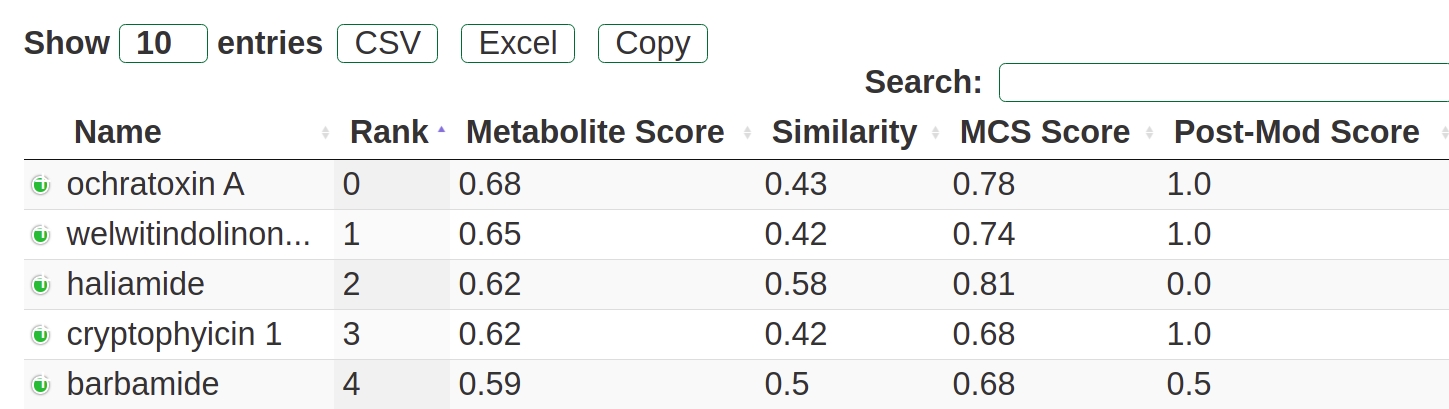 Show 10 entries CSV Excel Copy
Search:
Name Rank Metabolite Score Similarity MCS Score Post-Mod Score
ochratoxin A 0 0.68 0.43 0.78 1.0
welwitindolinon... 1 0.65 0.42 0.74 1.0
haliamide 2 0.62 0.58 0.81 0.0
cryptophyicin 1 3 0.62 0.42 0.68 1.0
barbamide 4 0.59 0.5 0.68 0.5